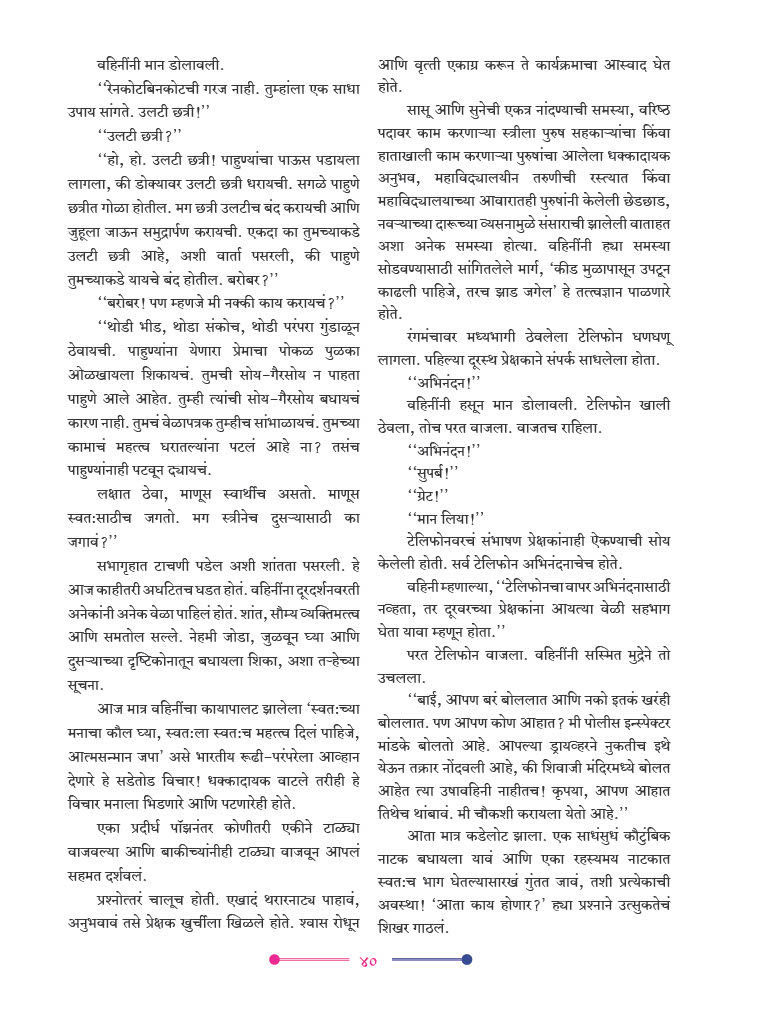 वहिनींनी मान डोलावली.
‘‘रेनकोटबिनकोटची गरज नाही. तुम्हांला एक साधा
उपाय सांगते. उलटी छत्री!’’
‘‘उलटी छत्री?’’
‘‘हो, हो. उलटी छत्री! पाहुण्यांचा पाऊस पडायला
लागला, की डोक्यावर उलटी छत्री धरायची. सगळे पाहुणे
छत्रीत गोळा होतील. मग छत्री उलटीच बंद करायची आणि
जुहूला जाऊन समुद्रार्पण करायची. एकदा का तुमच्याकडे
उलटी छत्री आहे, अशी वार्ता पसरली, की पाहुणे
तुमच्याकडे यायचे बंद होतील. बरोबर?’’
‘‘बरोबर! पण म्हणजे मी नक्की काय करायचं?’’
‘‘थोडी भीड, थोडा संकोच, थोडी परंपरा गुंडाळून
ठेवायची. पाहुण्यांना येणारा प्रेमाचा पोकळ पुळका
ओळखायला शिकायचं. तुमची सोय-गैरसोय न पाहता
पाहुणे आले आहेत. तुम्ही त्यांची सोय-गैरसोय बघायचं
कारण नाही. तुमचं वेळापत्रक तुम्हीच सांभाळायचं. तुमच्या
कामाचं महत्त्व घरातल्यांना पटलं आहे ना? तसंच
पाहुण्यांनाही पटवून द्यायचं.
लक्षात ठेवा, माणूस स्वार्थीच असतो. माणूस
स्वत:साठीच जगतो. मग स्त्रीनेच दुसऱ्यासाठी का
जगावं?’’
सभागृहात टाचणी पडेल अशी शांतता पसरली. हे
आज काहीतरी अघटितच घडत होतं. वहिनींना दूरदर्शनवरती
अनेकांनी अनेक वेळा पाहिलं होतं. शांत, सौम्य व्यक्तिमत्त्व
आणि समतोल सल्ले. नेहमी जोडा, जुळवून घ्या आणि
दुसऱ्याच्या दृष्टिकोनातून बघायला शिका, अशा तऱ्हेच्या
सूचना.
आज मात्र वहिनींचा कायापालट झालेला ‘स्वत:च्या
मनाचा कौल घ्या, स्वत:ला स्वत:च महत्त्व दिलं पाहिजे,
आत्मसन्मान जपा’ असे भारतीय रूढी-परंपरेला आव्हान
देणारे हे सडेतोड विचार! धक्कादायक वाटले तरीही हे
विचार मनाला भिडणारे आणि पटणारेही होते.
एका प्रदीर्घ पॉझनंतर कोणीतरी एकीने टाळ्या
वाजवल्या आणि बाकीच्यांनीही टाळ्या वाजवून आपलं
सहमत दर्शवलं.
प्रश्नोत्तरं चालूच होती. एखादं थरारनाट्य पाहावं,
अनुभवावं तसे प्रेक्षक खुर्चीला खिळले होते. श्वास रोधून
आणि वृत्ती एकाग्र करून ते कार्यक्रमाचा आस्वाद घेत
होते.
सासू आणि सुनेची एकत्र नांदण्याची समस्या, वरिष्ठ
पदावर काम करणाऱ्या स्त्रीला पुरुष सहकाऱ्यांचा किंवा
हाताखाली काम करणाऱ्या पुरुषांचा आलेला धक्कादायक
अनुभव, महाविद्यालयीन तरुणीची रस्त्यात किंवा
महाविद्यालयाच्या आवारातही पुरुषांनी केलेली छेडछाड,
नवऱ्याच्या दारूच्या व्यसनामुळे संसाराची झालेली वाताहत
अशा अनेक समस्या होत्या. वहिनींनी ह्या समस्या
सोडवण्यासाठी सांगितलेले मार्ग, ‘कीड मुळापासून उपटून
काढली पाहिजे, तरच झाड जगेल’ हे तत्त्वज्ञान पाळणारे
होते.
रंगमंचावर मध्यभागी ठेवलेला टेलिफोन घणघणू
लागला. पहिल्या दूरस्थ प्रेक्षकाने संपर्क साधलेला होता.
‘‘अभिनंदन!’’
वहिनींनी हसून मान डोलावली. टेलिफोन खाली
ठेवला, तोच परत वाजला. वाजतच राहिला.
‘‘अभिनंदन!’’
‘‘सुपर्ब!’’
‘‘ग्रेट!’’
‘‘मान लिया!’’
टेलिफोनवरचं संभाषण प्रेक्षकांनाही ऐकण्याची सोय
केलेली होती. सर्व टेलिफोन अभिनंदनाचेच होते.
वहिनी म्हणाल्या, ‘‘टेलिफोनचा वापर अभिनंदनासाठी
नव्हता, तर दूरवरच्या प्रेक्षकांना आयत्या वेळी सहभाग
घेता यावा म्हणून होता.’’
परत टेलिफोन वाजला. वहिनींनी सस्मित मुद्रेने तो
उचलला.
‘‘बाई, आपण बरं बोललात आणि नको इतकं खरंही
बोललात. पण आपण कोण आहात? मी पोलीस इन्स्पेक्टर
मांडके बोलतो आहे. आपल्या ड्रायव्हरने नुकतीच इथे
येऊन तक्रार नोंदवली आहे, की शिवाजी मंदिरमध्ये बोलत
आहेत त्या उषावहिनी नाहीतच! कृपया, आपण आहात
तिथेच थांबावं. मी चौकशी करायला येतो आहे.’’
आता मात्र कडेलोट झाला. एक साधंसुधं कौटुंबिक
नाटक बघायला यावं आणि एका रहस्यमय नाटकात
स्वत:च भाग घेतल्यासारखं गुंतत जावं, तशी प्रत्येकाची
अवस्था! ‘आता काय होणार?’ ह्या प्रश्नाने उत्सुकतेचं
शिखर गाठलं.
४०